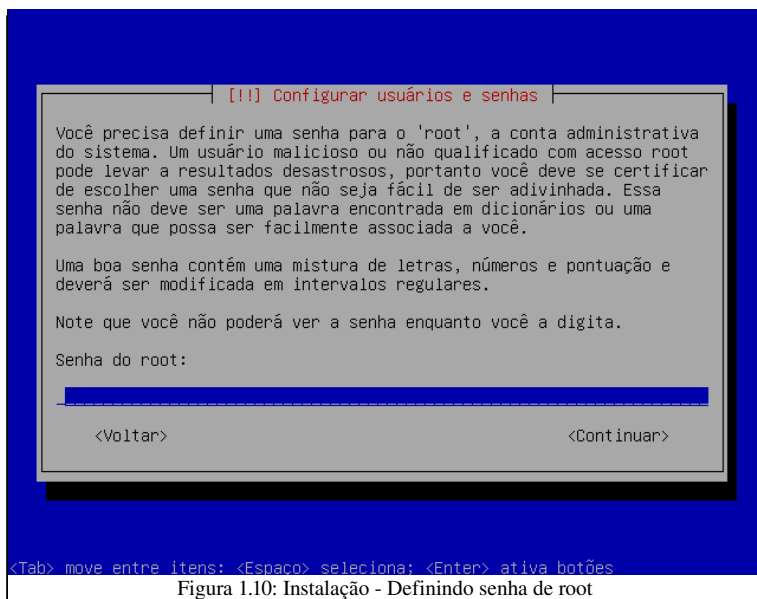 [!!] Configurar usuários e senhas
Você precisa definir uma senha para o 'root', a conta administrativa
do sistema. Um usuário malicioso ou não qualificado com acesso root
pode levar a resultados desastrosos, portanto você deve se certificar
de escolher uma senha que não seja fácil de ser adivinhada. Essa
senha não deve ser uma palavra encontrada em dicionários ou uma
palavra que possa ser facilmente associada a você.
Uma boa senha contém uma mistura de letras, números e pontuação e
deverá ser modificada em intervalos regulares.
Note que você não poderá ver a senha enquanto você a digita.
Senha do root:
<Voltar> <Continuar>
<Tab> move entre itens: <Espaço> seleciona; <Enter> ativa botões
Figura 1.10: Instalação - Definindo senha de root